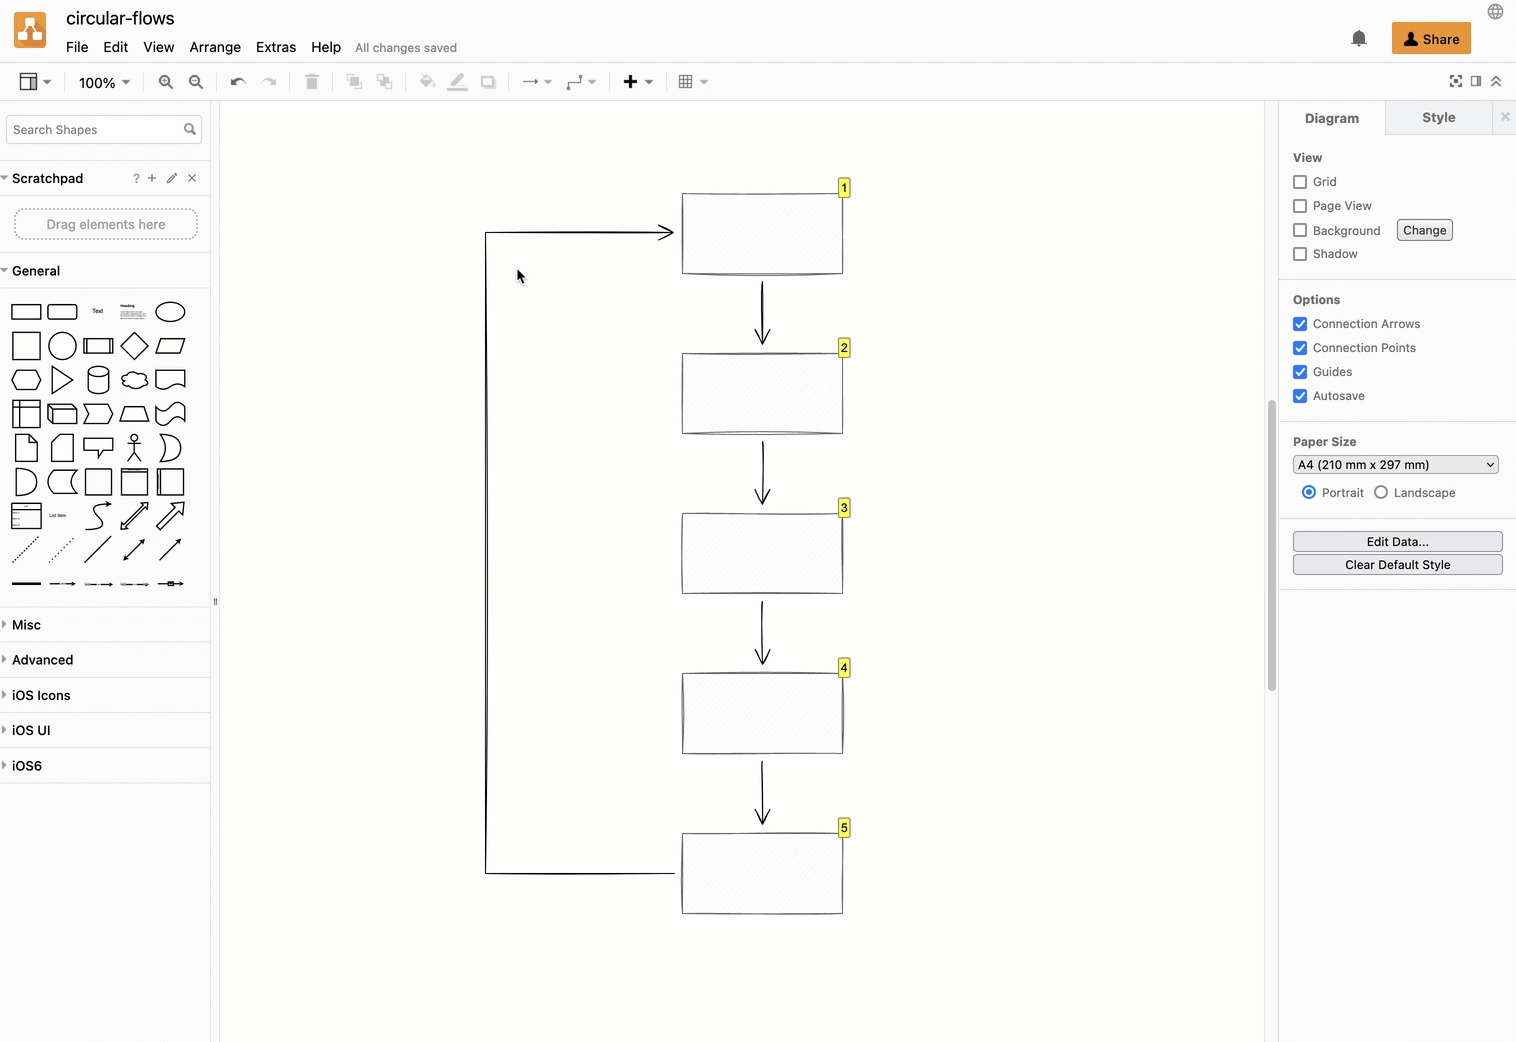 circular-flows
File Edit View Arrange Extras Help All changes saved
Share
100%
Search Shapes
Scratchpad
?
Drag elements here
General
Text
Heading
List Item
Misc
Advanced
iOS Icons
iOS UI
iOS6
1
2
3
4
5
Diagram Style
View
Grid
Page View
Background Change
Shadow
Options
Connection Arrows
Connection Points
Guides
Autosave
Paper Size
A4 (210 mm x 297 mm)
Portrait Landscape
Edit Data...
Clear Default Style